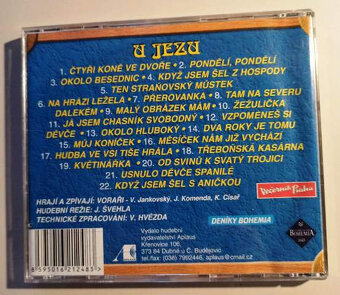 U JEZU
1. ČTYŘI KONĚ VE DVOŘE • 2. PONDĚLÍ, PONDĚLÍ
3. OKOLO BESEDNIC • 4. KDYŽ JSEM ŠEL Z HOSPODY
5. TEN STRAŇOVSKÝ MŮSTEK
6. NA HRÁZI LEŽELA • 7. PŘEROVANKA • 8. TAM NA SEVERU
DALEKÉM • 9. MALÝ OBRÁZEK MÁM • 10. ŽEŽULIČKA
11. JÁ JSEM CHASNÍK SVOBODNÝ • 12. VZPOMENEŠ SI
DĚVČE • 13. OKOLO HLUBOKÝ • 14. DVA ROKY JE TOMU
15. MŮJ KONÍČEK • 16. MĚSÍČEK NÁM JIŽ VYCHÁZÍ
17. HUDBA VE VSI TIŠE HRÁLA • 18. TŘEBOŇSKÁ KASÁRNA
19. KVĚTINÁŘKA • 20. OD SVINŮ K SVATÝ TROJICI
21. USNULO DĚVČE SPANILÉ
22. KDYŽ JSEM ŠEL S ANIČKOU
HRAJÍ A ZPÍVAJÍ: VORAŘI - V. Jankovský, J. Komenda, K. Císař
HUDEBNÍ REŽIE: J. ŠVEHLA
TECHNICKÉ ZPRACOVÁNÍ: V. HVĚZDA
Večerník Praha
DENÍKY BOHEMIA
BOHEMIA
Vydalo hudební
vydavatelství Aplaus
Křenovice 106,
373 84 Dubné u Č. Budějovic
tel./fax: (038) 7992446, aplaus@email.cz
8 595016 212485